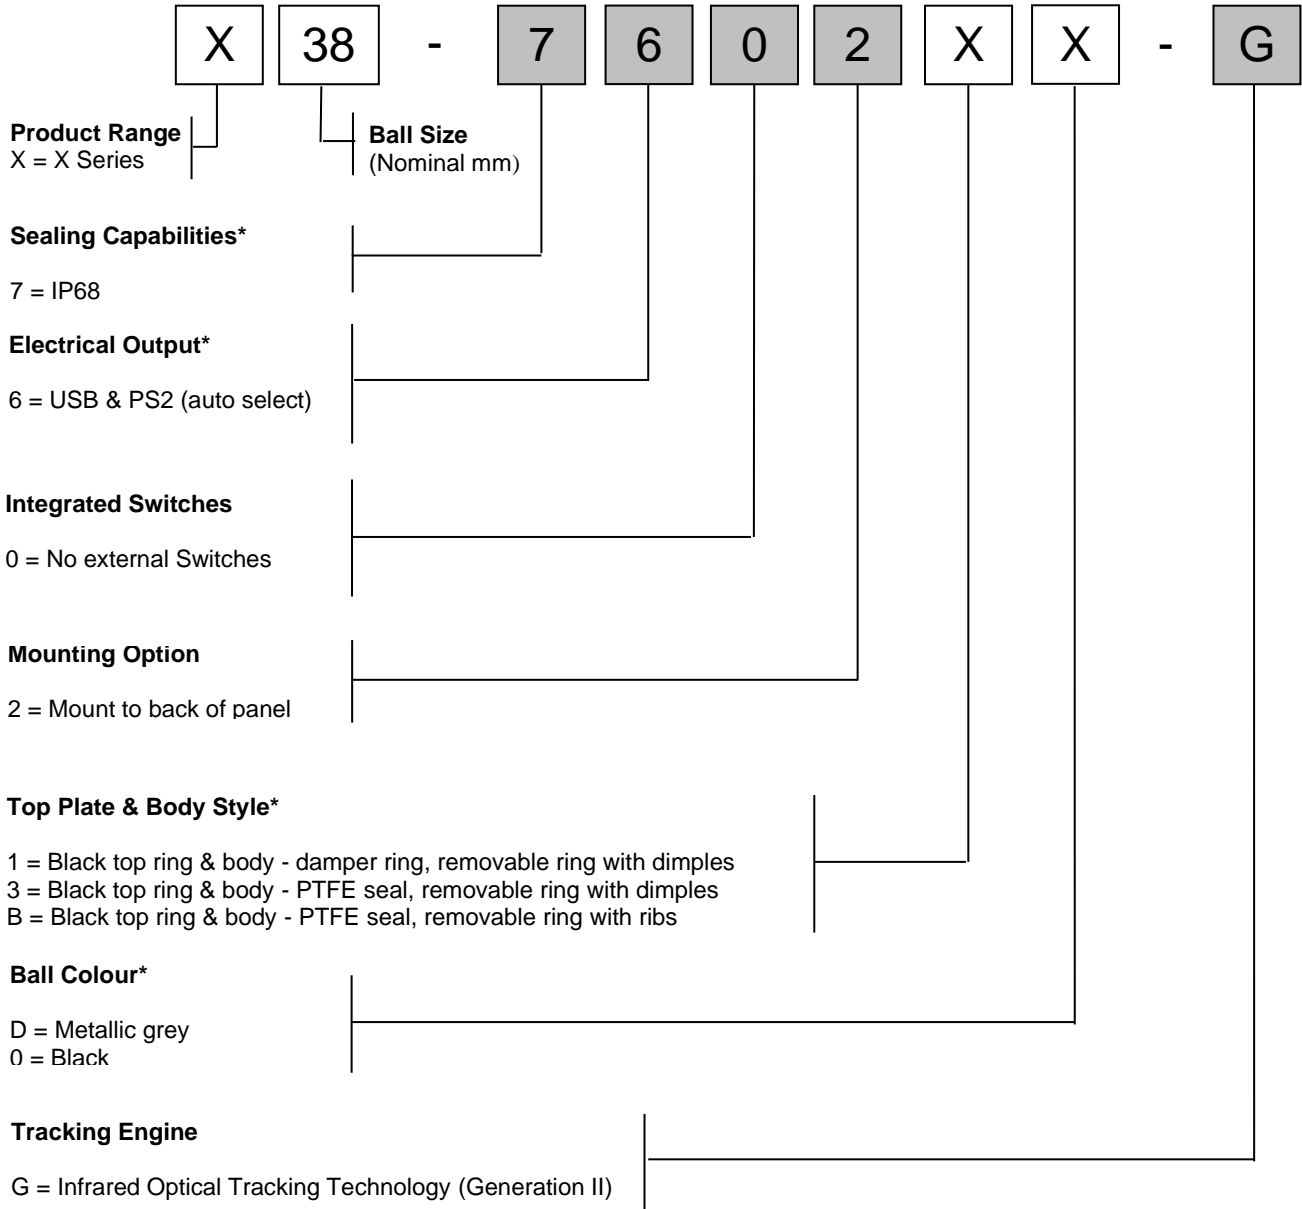 X 38 - 7 6 0 2 X X - G
Product Range
X = X Series
Ball Size
(Nominal mm)
Sealing Capabilities*
7 = IP68
Electrical Output*
6 = USB & PS2 (auto select)
Integrated Switches
0 = No external Switches
Mounting Option
2 = Mount to back of panel
Top Plate & Body Style*
1 = Black top ring & body - damper ring, removable ring with dimples
3 = Black top ring & body - PTFE seal, removable ring with dimples
B = Black top ring & body - PTFE seal, removable ring with ribs
Ball Colour*
D = Metallic grey
0 = Black
Tracking Engine
G = Infrared Optical Tracking Technology (Generation II)